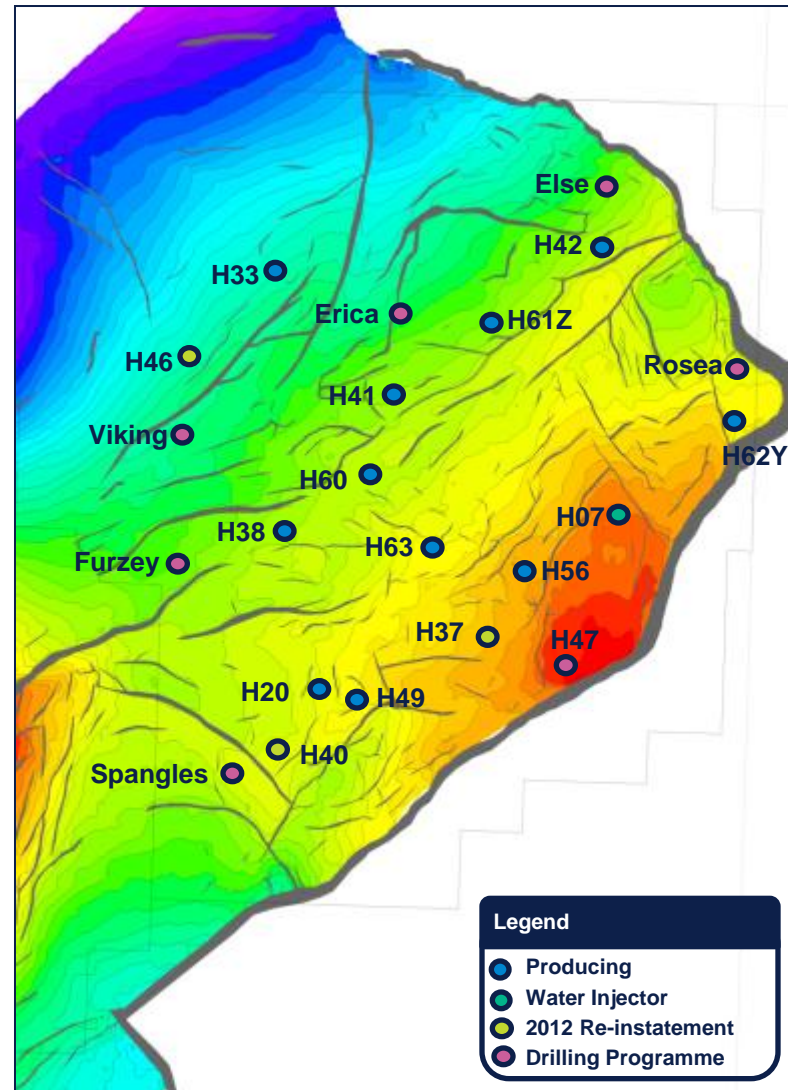 Else
H42
H33
Erica
H61Z
H46
Rosea
H41
Viking
H62Y
H60
H07
H38
H63
Furzey
H56
H37
H47
H20
H49
H40
Spangles
Legend
Producing
Water Injector
2012 Re-instatement
Drilling Programme